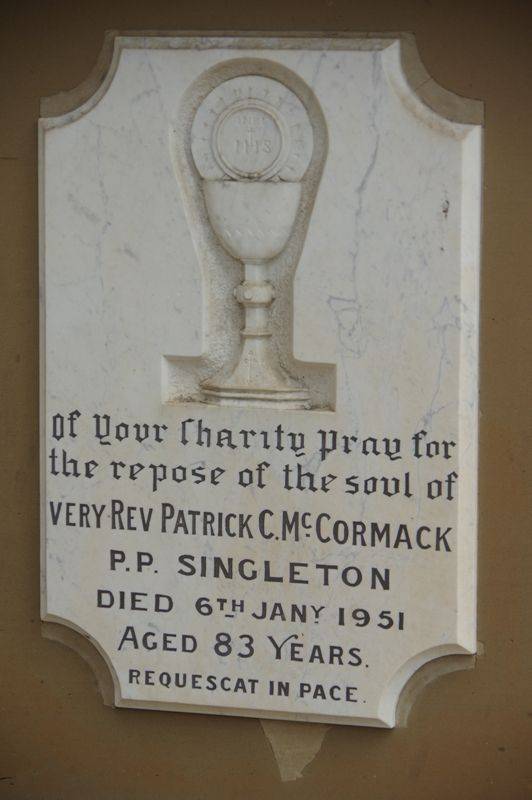 IHS
Of Your Charity Pray for
the repose of the soul of
VERY REV PATRICK C. McCORMACK
P.P. SINGLETON
DIED 6TH JANY 1951
AGED 83 YEARS.
REQUESCAT IN PACE.